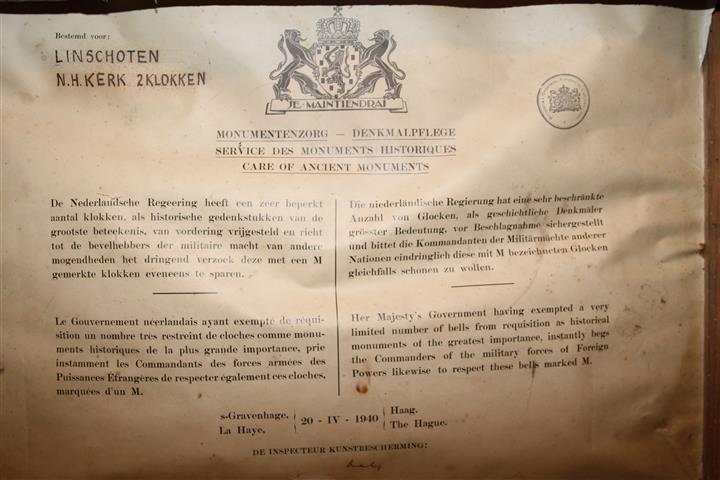 Bestemd voor:
LINSCHOTEN
N.H. KERK 2 KLOKKEN
JE MAINTIENDRAI
MONUMENTENZORG — DENKMALPFLEGE
SERVICE DES MONUMENTS HISTORIQUES
CARE OF ANCIENT MONUMENTS
De Nederlandsche Regeering heeft een zeer beperkt
aantal klokken, als historische gedenkstukken van de
grootste beteekenis, van vordering vrijgesteld en richt
tot de bevelhebbers der militaire macht van andere
mogendheden het dringend verzoek deze met een M
gemerkte klokken eveneens te sparen.
Die niederländische Regierung hat eine sehr beschränkte
Anzahl von Glocken, als geschichtliche Denkmäler
grösster Bedeutung, vor Beschlagnahme sichergestellt
und bittet die Kommandanten der Militärmächte anderer
Nationen eindringlich diese mit M bezeichneten Glocken
gleichfalls schonen zu wollen.
Le Gouvernement néerlandais ayant exempté de réqui-
sition un nombre très restreint de cloches comme monu-
ments historiques de la plus grande importance, prie
instamment les Commandants des forces armées des
Puissances Étrangères de respecter également ces cloches,
marquées d'un M.
Her Majesty's Government having exempted a very
limited number of bells from requisition as historical
monuments of the greatest importance, instantly begs
the Commanders of the military forces of Foreign
Powers likewise to respect these bells marked M.
s-Gravenhage, Haag.
20 - IV - 1940
La Haye, The Hague.
DE INSPECTEUR KUNSTBESCHERMING: